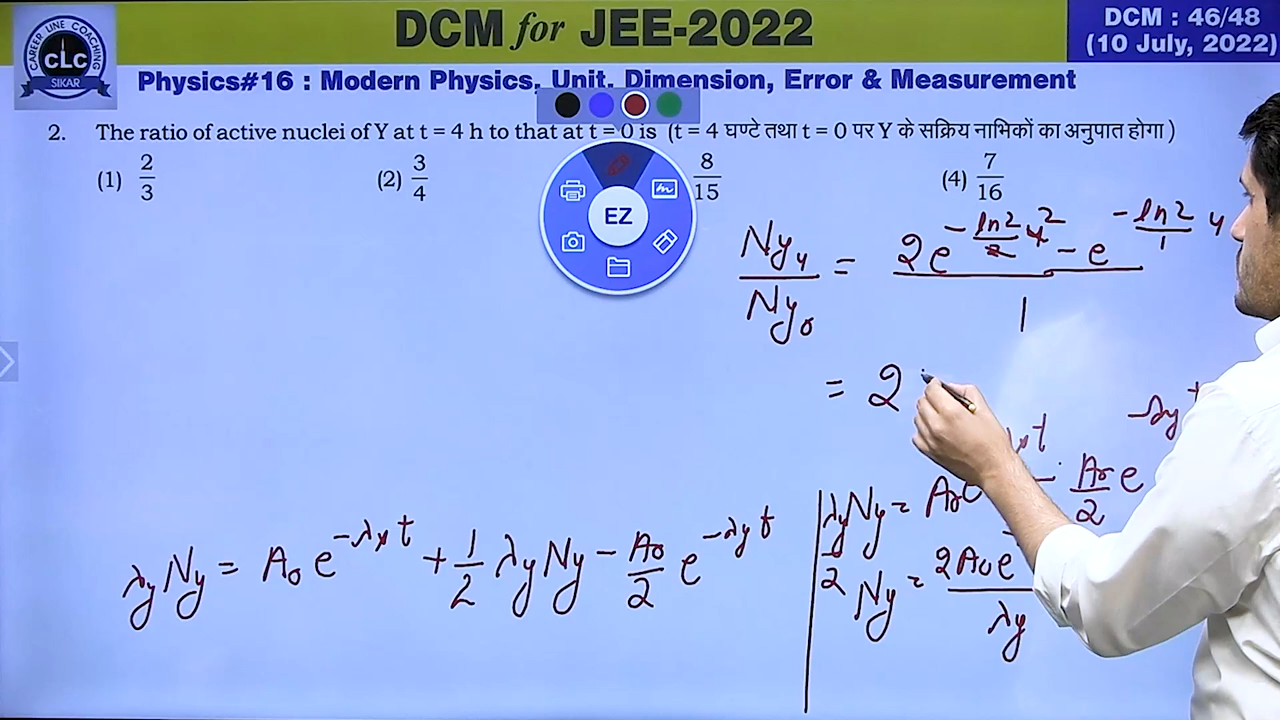 CAREER LINE COACHING
CLC
SIKAR
DCM for JEE-2022
DCM : 46/48
(10 July, 2022)
Physics#16 : Modern Physics, Unit, Dimension, Error & Measurement
2. The ratio of active nuclei of Y at t = 4 h to that at t = 0 is (t = 4 घण्टे तथा t = 0 पर Y के सक्रिय नाभिकों का अनुपात होगा )
(1) 2/3 (2) 3/4 8/15 (4) 7/16
EZ
Ny₄/Ny₀ = (2e^(-ln2/2 4 2) - e^(-ln2/1 4))/1
= 2
λyNy = A₀e^(-λxt) + 1/2 λyNy - A₀/2 e^(-λyt)
λyNy/2 = A₀e xt - A₀/2 e^(-λyt)
Ny = 2A₀e^-/λy